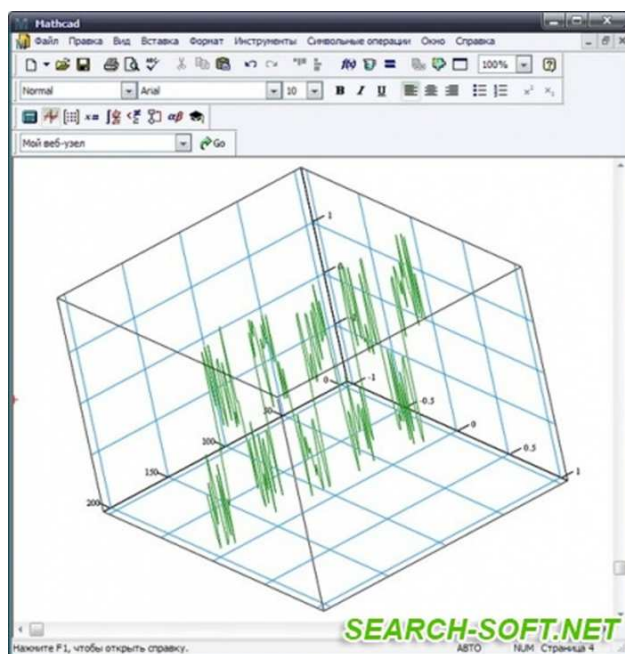 Mathcad
Файл Правка Вид Вставка Формат Инструменты Символьные операции Окно Справка
100%
Normal Arial 10 B I U
Мой веб-узел Go
1
0
-1
-0.5
0
0.5
1
0
50
100
150
200
SEARCH-SOFT.NET
Нажмите F1, чтобы открыть справку. АВТО NUM Страница 4